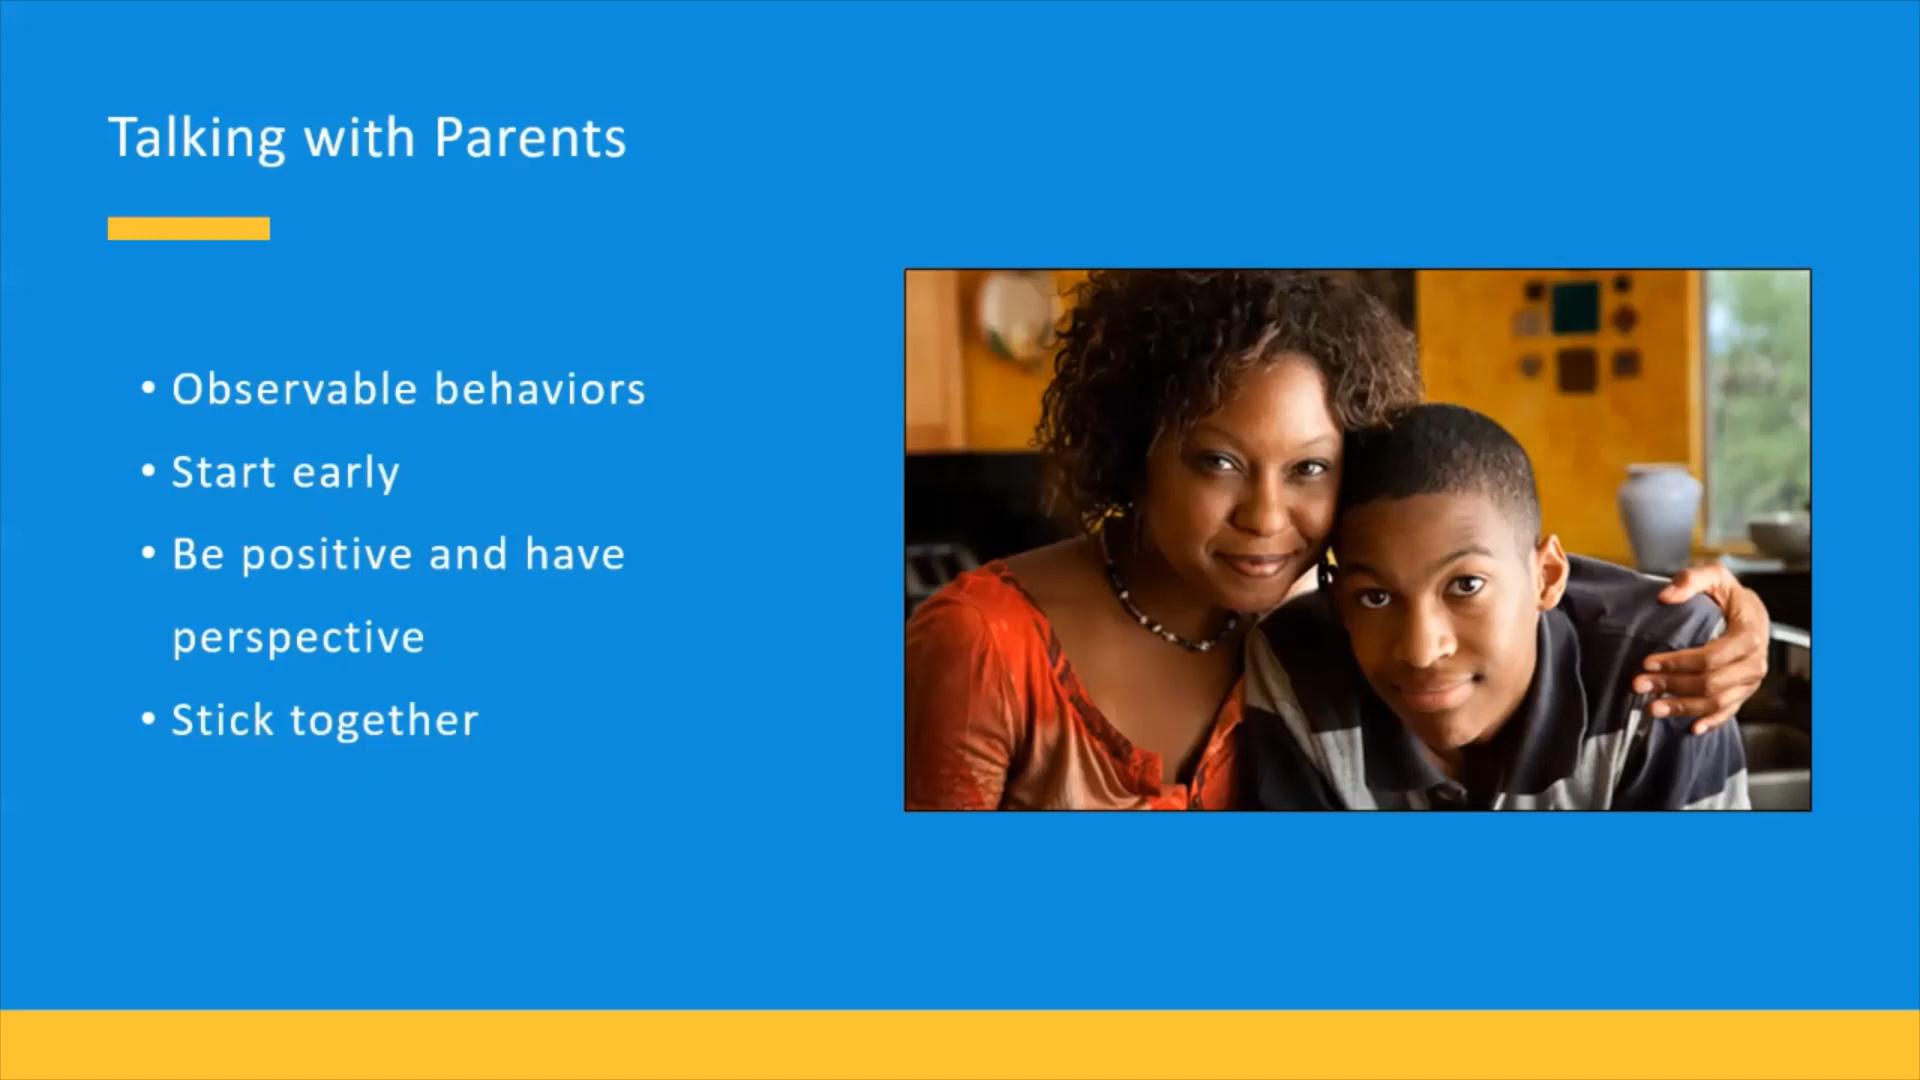 Talking with Parents
• Observable behaviors
• Start early
• Be positive and have
perspective
• Stick together